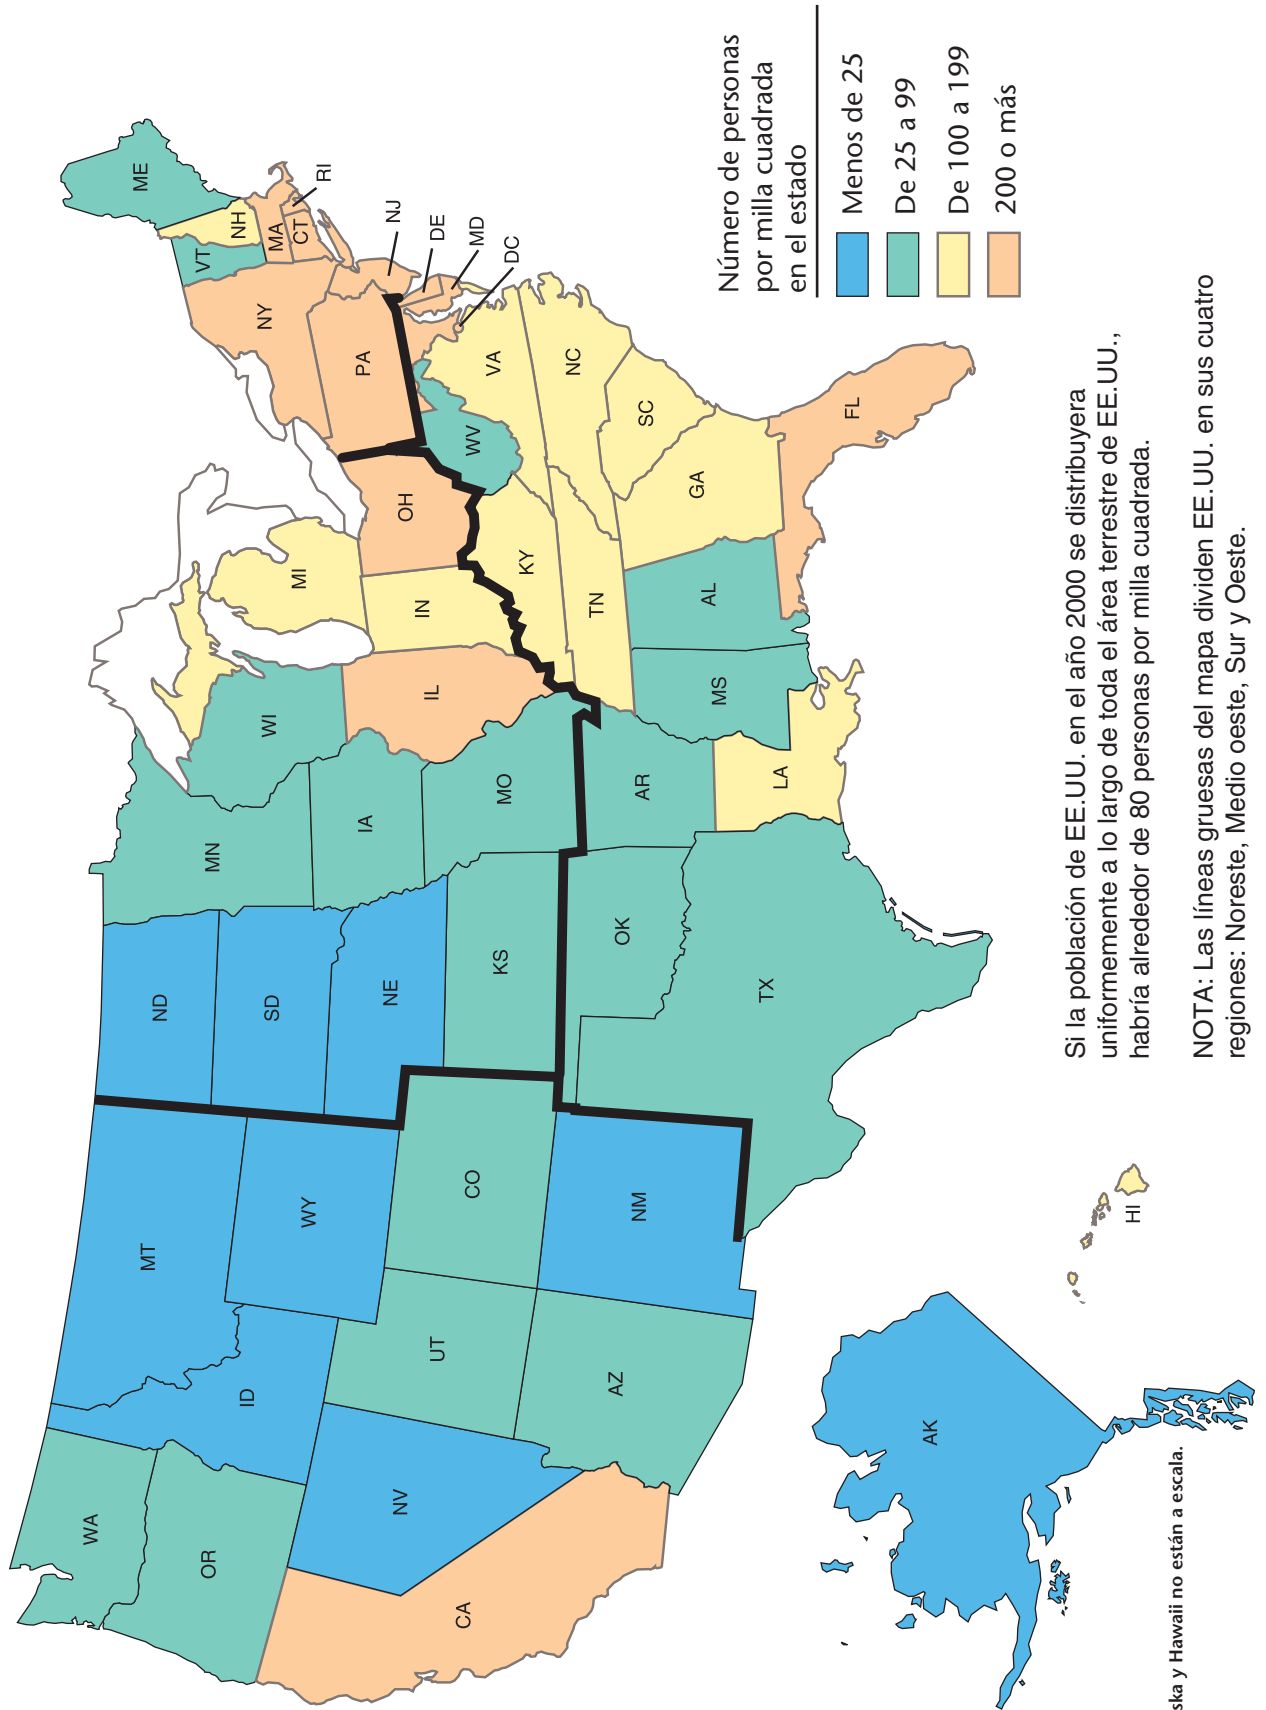 ME
VT
NH
MA
RI
CT
NY
NJ
PA
DE
MD
DC
WV
VA
NC
SC
GA
FL
OH
MI
IN
KY
TN
AL
MS
IL
WI
MN
IA
MO
AR
LA
ND
SD
NE
KS
OK
TX
MT
WY
CO
NM
ID
UT
AZ
WA
OR
NV
CA
AK
HI
Número de personas
por milla cuadrada
en el estado
Menos de 25
De 25 a 99
De 100 a 199
200 o más
Si la población de EE.UU. en el año 2000 se distribuyera
uniformemente a lo largo de toda el área terrestre de EE.UU.,
habría alrededor de 80 personas por milla cuadrada.
NOTA: Las líneas gruesas del mapa dividen EE.UU. en sus cuatro
regiones: Noreste, Medio oeste, Sur y Oeste.
ska y Hawaii no están a escala.